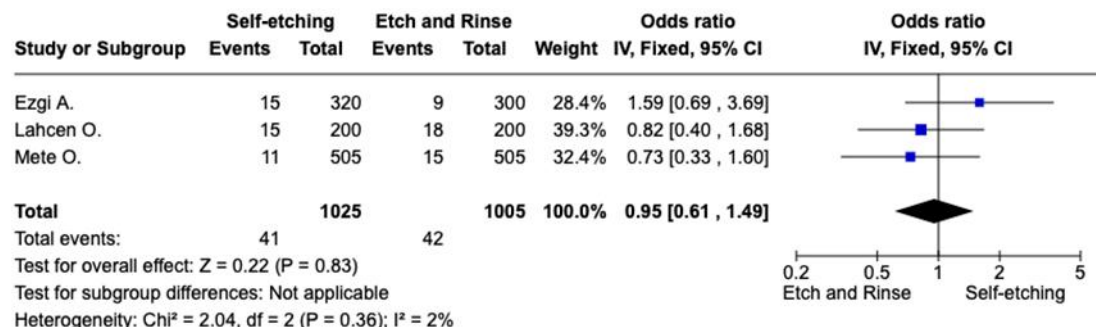 Self-etching Etch and Rinse Odds ratio Odds ratio
Study or Subgroup Events Total Events Total Weight IV, Fixed, 95% CI IV, Fixed, 95% CI
Ezgi A. 15 320 9 300 28.4% 1.59 [0.69 , 3.69]
Lahcen O. 15 200 18 200 39.3% 0.82 [0.40 , 1.68]
Mete O. 11 505 15 505 32.4% 0.73 [0.33 , 1.60]
Total 1025 1005 100.0% 0.95 [0.61 , 1.49]
Total events: 41 42
Test for overall effect: Z = 0.22 (P = 0.83)
0.2 0.5 1 2 5
Test for subgroup differences: Not applicable
Etch and Rinse Self-etching
Heterogeneity: Chi² = 2.04, df = 2 (P = 0.36); I² = 2%